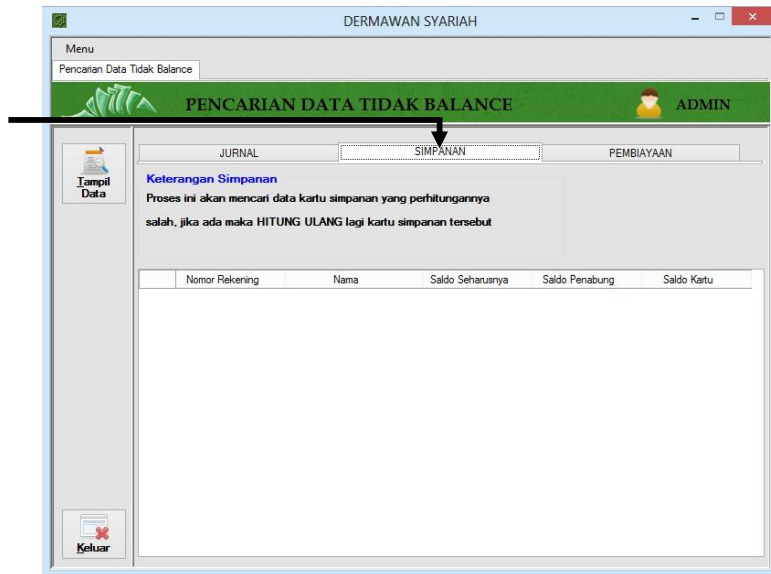 DERMAWAN SYARIAH
Menu
Pencarian Data Tidak Balance
PENCARIAN DATA TIDAK BALANCE
ADMIN
JURNAL
SIMPANAN
PEMBIAYAAN
Tampil
Data
Keterangan Simpanan
Proses ini akan mencari data kartu simpanan yang perhitungannya
salah, jika ada maka HITUNG ULANG lagi kartu simpanan tersebut
Nomor Rekening Nama Saldo Seharusnya Saldo Penabung Saldo Kartu
Keluar